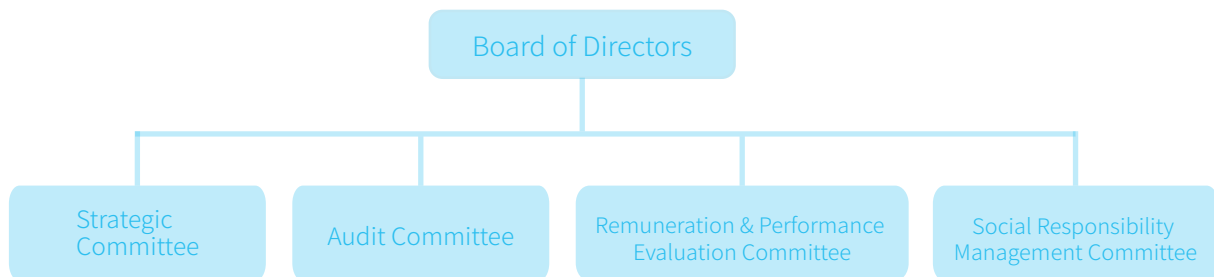 Board of Directors
Strategic
Committee
Audit Committee
Remuneration & Performance
Evaluation Committee
Social Responsibility
Management Committee